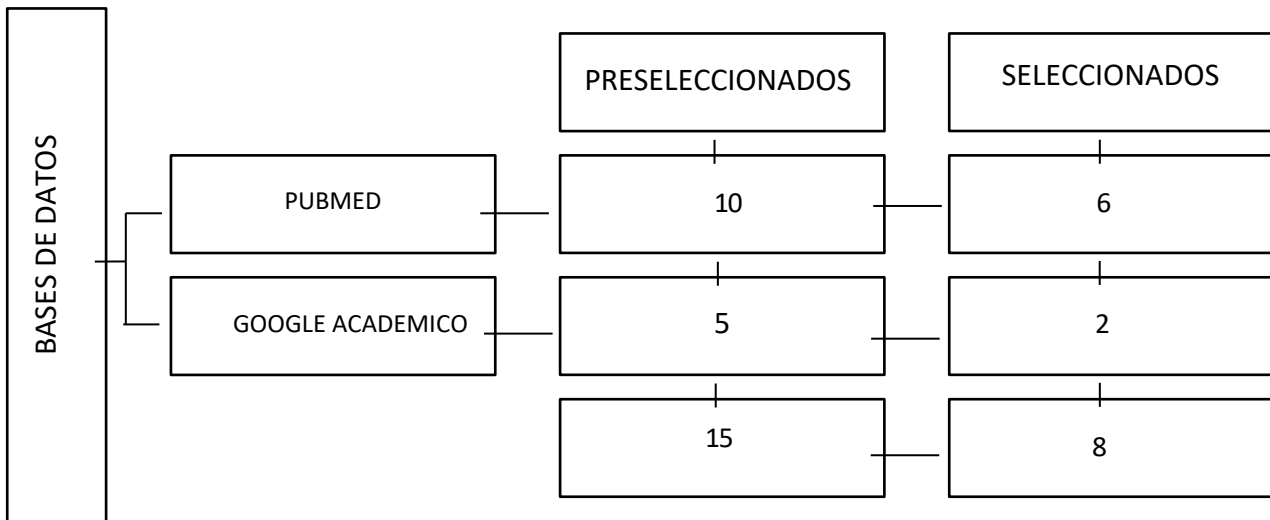 BASES DE DATOS
PRESELECCIONADOS
SELECCIONADOS
PUBMED
10
6
GOOGLE ACADEMICO
5
2
15
8